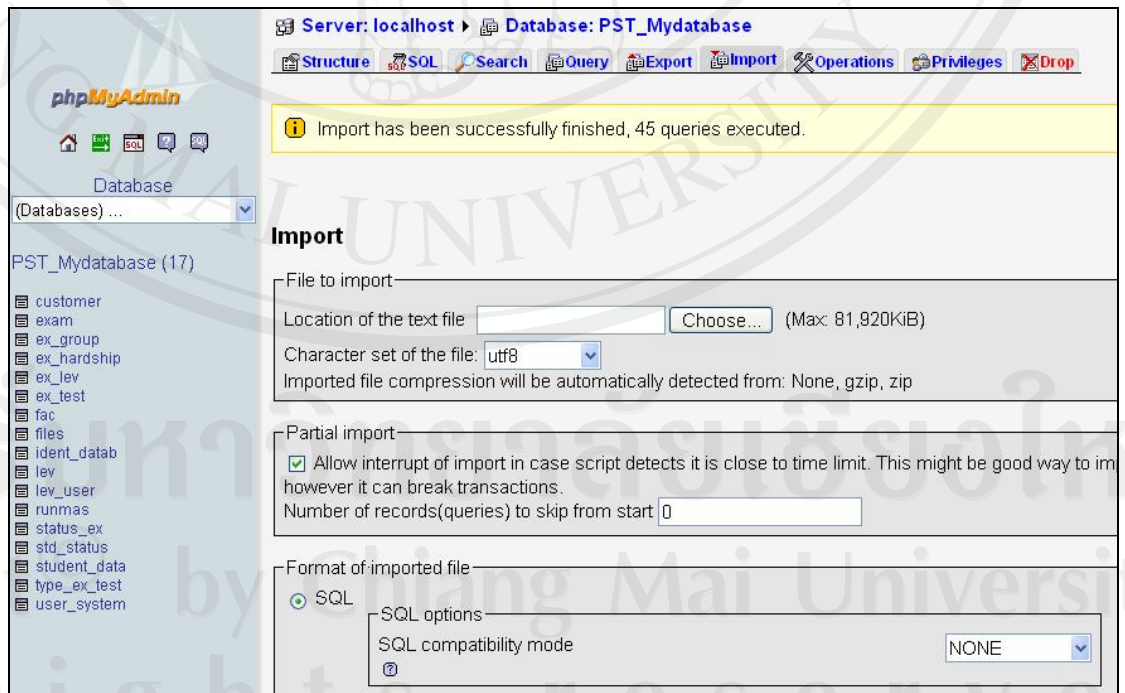 Server: localhost Database: PST_Mydatabase
Structure SQL Search Query Export Import Operations Privileges Drop
phpMyAdmin
Import has been successfully finished, 45 queries executed.
Database
(Databases) ...
PST_Mydatabase (17)
customer
exam
ex_group
ex_hardship
ex_lev
ex_test
fac
files
ident_datab
lev
lev_user
runmas
status_ex
std_status
student_data
type_ex_test
user_system
Import
File to import
Location of the text file Choose... (Max: 81,920KiB)
Character set of the file: utf8
Imported file compression will be automatically detected from: None, gzip, zip
Partial import
Allow interrupt of import in case script detects it is close to time limit. This might be good way to im
however it can break transactions.
Number of records(queries) to skip from start 0
Format of imported file
SQL
SQL options
SQL compatibility mode NONE
MAI UNIVERSITY
by Chiang Mai Universit